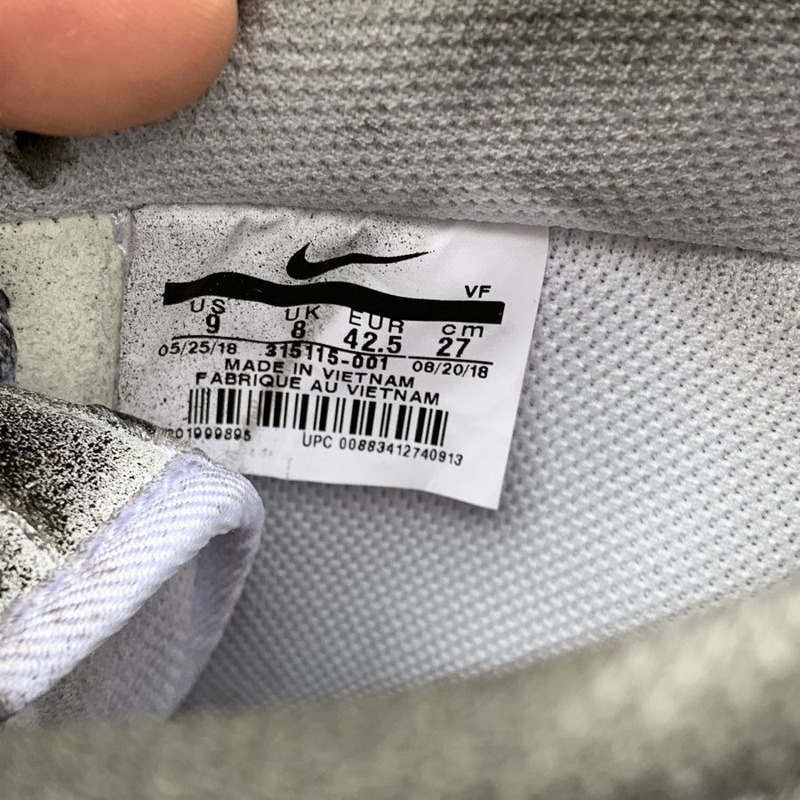 VF
US UK EUR cm
9 8 42.5 27
05/25/18 315115-001 08/20/18
MADE IN VIETNAM
FABRIQUE AU VIETNAM
UPC 00883412740913